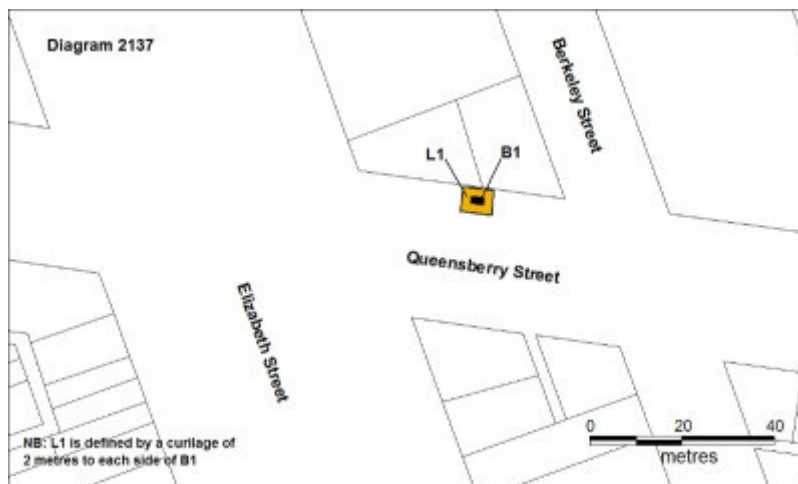 Diagram 2137
Berkeley Street
L1
B1
Queensberry Street
Elizabeth Street
NB: L1 is defined by a curilage of
2 metres to each side of B1
0 20 40
metres